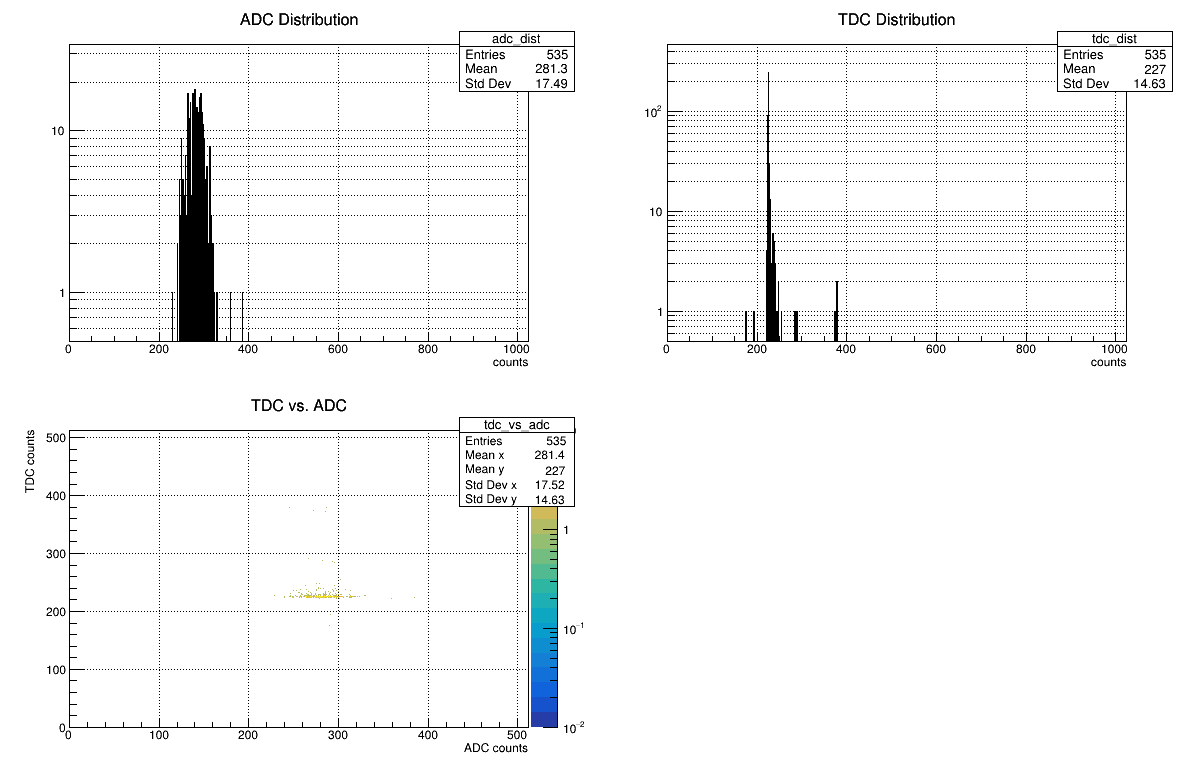 ADC Distribution
adc_dist
Entries 535
Mean 281.3
Std Dev 17.49
10
1
0 200 400 600 800 1000
counts
TDC Distribution
tdc_dist
Entries 535
Mean 227
Std Dev 14.63
10²
10
1
0 200 400 600 800 1000
counts
TDC vs. ADC
tdc_vs_adc
Entries 535
Mean x 281.4
Mean y 227
Std Dev x 17.52
Std Dev y 14.63
TDC counts
500
400
300
200
100
0
0 100 200 300 400 500
ADC counts
1
10⁻¹
10⁻²